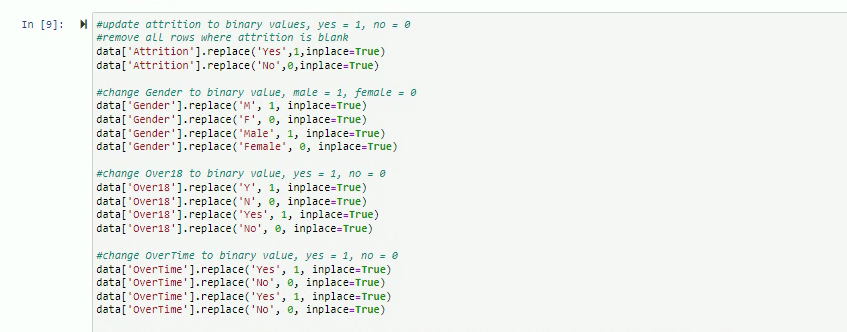 In [9]:
#update attrition to binary values, yes = 1, no = 0
#remove all rows where attrition is blank
data['Attrition'].replace('Yes',1,inplace=True)
data['Attrition'].replace('No',0,inplace=True)
#change Gender to binary value, male = 1, female = 0
data['Gender'].replace('M', 1, inplace=True)
data['Gender'].replace('F', 0, inplace=True)
data['Gender'].replace('Male', 1, inplace=True)
data['Gender'].replace('Female', 0, inplace=True)
#change Over18 to binary value, yes = 1, no = 0
data['Over18'].replace('Y', 1, inplace=True)
data['Over18'].replace('N', 0, inplace=True)
data['Over18'].replace('Yes', 1, inplace=True)
data['Over18'].replace('No', 0, inplace=True)
#change OverTime to binary value, yes = 1, no = 0
data['OverTime'].replace('Yes', 1, inplace=True)
data['OverTime'].replace('No', 0, inplace=True)
data['OverTime'].replace('Yes', 1, inplace=True)
data['OverTime'].replace('No', 0, inplace=True)